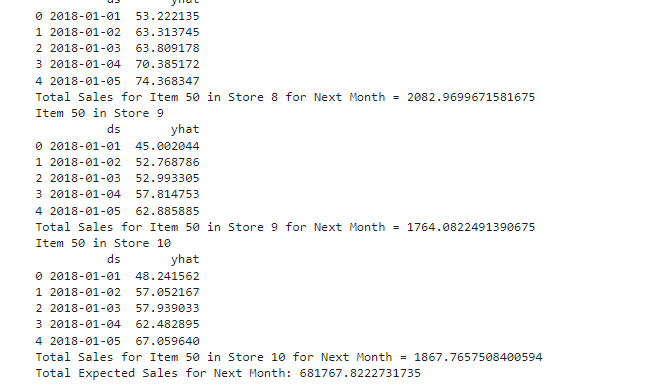 ds yhat
0 2018-01-01 53.222135
1 2018-01-02 63.313745
2 2018-01-03 63.809178
3 2018-01-04 70.385172
4 2018-01-05 74.368347
Total Sales for Item 50 in Store 8 for Next Month = 2082.9699671581675
Item 50 in Store 9
ds yhat
0 2018-01-01 45.002044
1 2018-01-02 52.768786
2 2018-01-03 52.993305
3 2018-01-04 57.814753
4 2018-01-05 62.885885
Total Sales for Item 50 in Store 9 for Next Month = 1764.0822491390675
Item 50 in Store 10
ds yhat
0 2018-01-01 48.241562
1 2018-01-02 57.052167
2 2018-01-03 57.939033
3 2018-01-04 62.482895
4 2018-01-05 67.059640
Total Sales for Item 50 in Store 10 for Next Month = 1867.7657508400594
Total Expected Sales for Next Month: 681767.8222731735